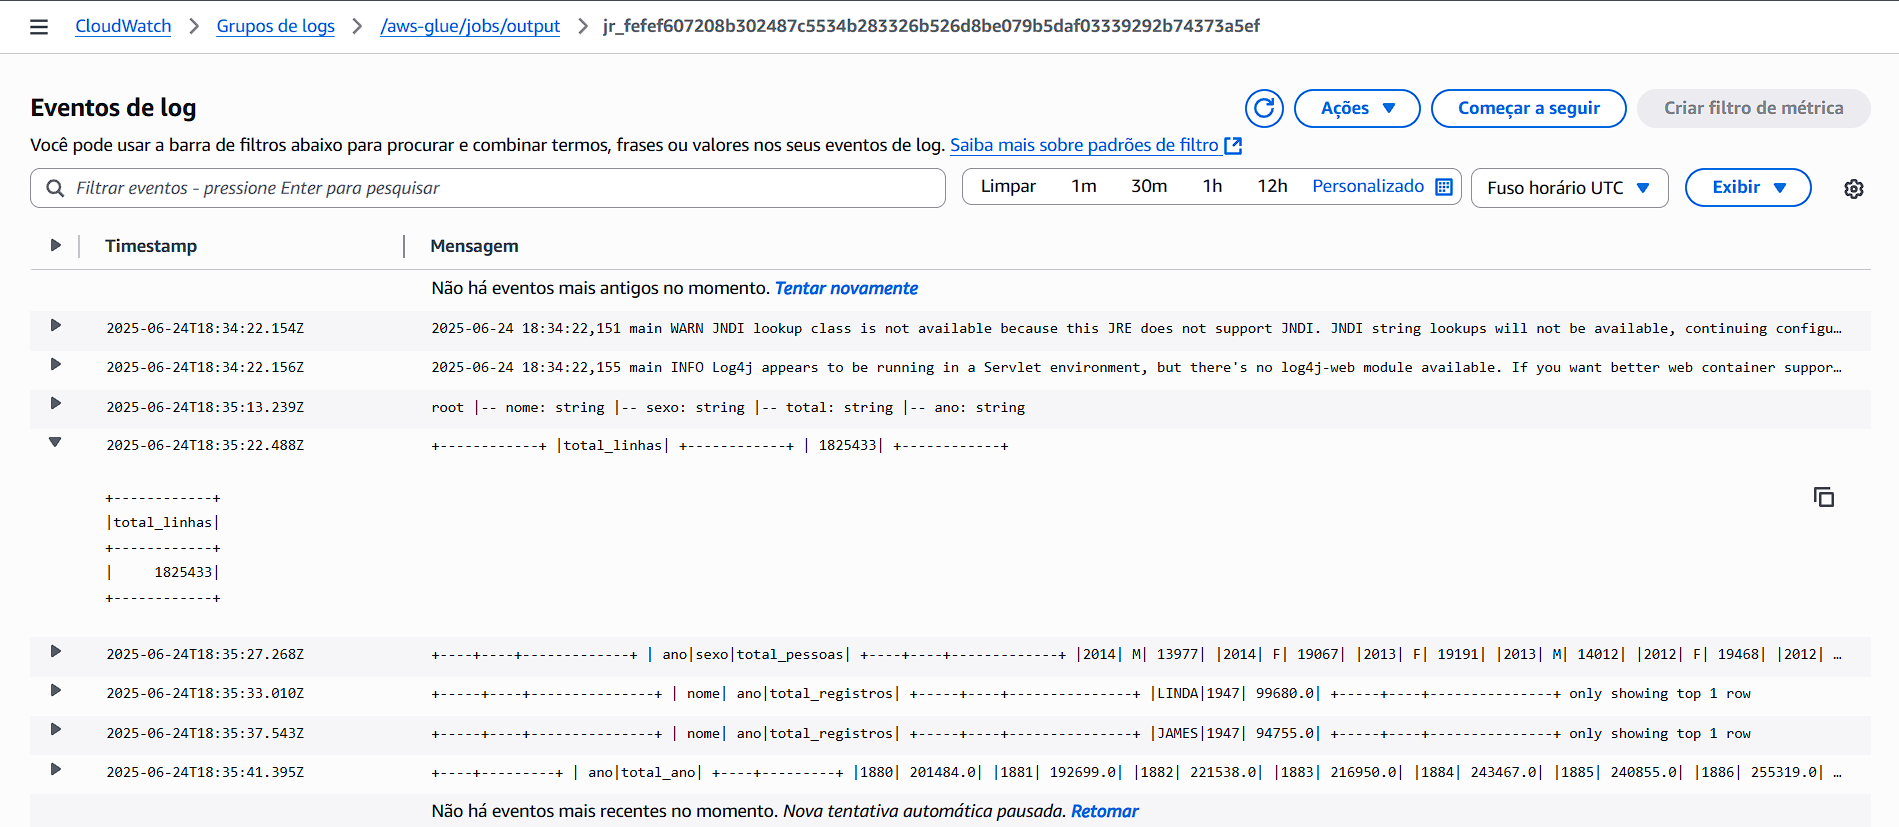 CloudWatch > Grupos de logs > /aws-glue/jobs/output > jr_fefef607208b302487c5534b283326b526d8be079b5daf03339292b74373a5ef
Eventos de log
Ações Começar a seguir Criar filtro de métrica
Você pode usar a barra de filtros abaixo para procurar e combinar termos, frases ou valores nos seus eventos de log. Saiba mais sobre padrões de filtro
Filtrar eventos - pressione Enter para pesquisar Limpar 1m 30m 1h 12h Personalizado Fuso horário UTC Exibir
Timestamp Mensagem
Não há eventos mais antigos no momento. Tentar novamente
2025-06-24T18:34:22.154Z 2025-06-24 18:34:22,151 main WARN JNDI lookup class is not available because this JRE does not support JNDI. JNDI string lookups will not be available, continuing configu…
2025-06-24T18:34:22.156Z 2025-06-24 18:34:22,155 main INFO Log4j appears to be running in a Servlet environment, but there's no log4j-web module available. If you want better web container suppor…
2025-06-24T18:35:13.239Z root |-- nome: string |-- sexo: string |-- total: string |-- ano: string
2025-06-24T18:35:22.488Z +------------+ |total_linhas| +------------+ | 1825433| +------------+
+------------+
|total_linhas|
+------------+
|     1825433|
+------------+
2025-06-24T18:35:27.268Z +----+----+-------------+ | ano|sexo|total_pessoas| +----+----+-------------+ |2014| M| 13977| |2014| F| 19067| |2013| F| 19191| |2013| M| 14012| |2012| F| 19468| |2012| …
2025-06-24T18:35:33.010Z +-----+----+---------------+ | nome| ano|total_registros| +-----+----+---------------+ |LINDA|1947| 99680.0| +-----+----+---------------+ only showing top 1 row
2025-06-24T18:35:37.543Z +-----+----+---------------+ | nome| ano|total_registros| +-----+----+---------------+ |JAMES|1947| 94755.0| +-----+----+---------------+ only showing top 1 row
2025-06-24T18:35:41.395Z +----+---------+ | ano|total_ano| +----+---------+ |1880| 201484.0| |1881| 192699.0| |1882| 221538.0| |1883| 216950.0| |1884| 243467.0| |1885| 240855.0| |1886| 255319.0| …
Não há eventos mais recentes no momento. Nova tentativa automática pausada. Retomar